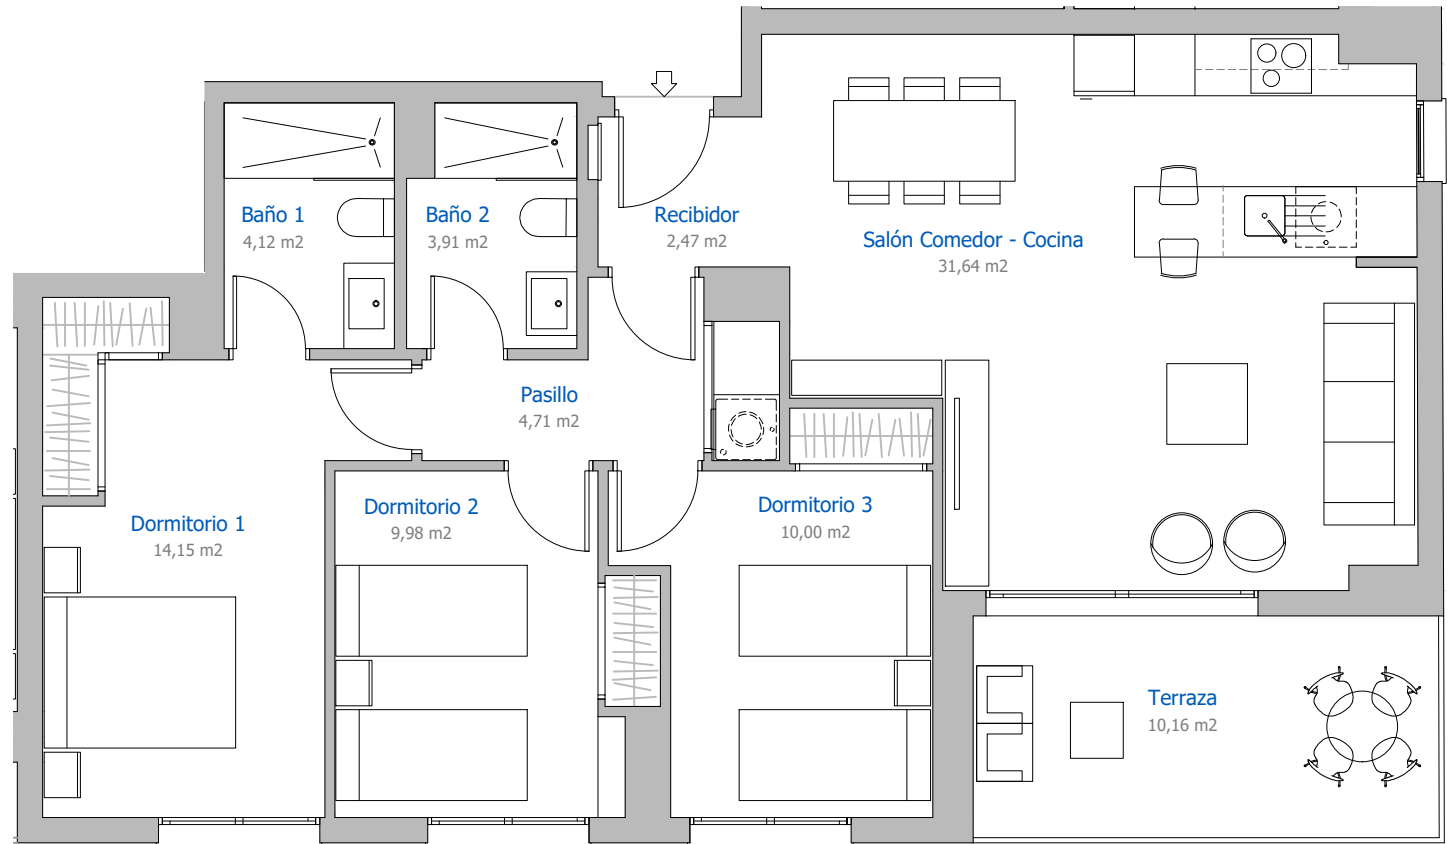 Baño 1
4,12 m2
Baño 2
3,91 m2
Recibidor
2,47 m2
Salón Comedor - Cocina
31,64 m2
Pasillo
4,71 m2
Dormitorio 1
14,15 m2
Dormitorio 2
9,98 m2
Dormitorio 3
10,00 m2
Terraza
10,16 m2